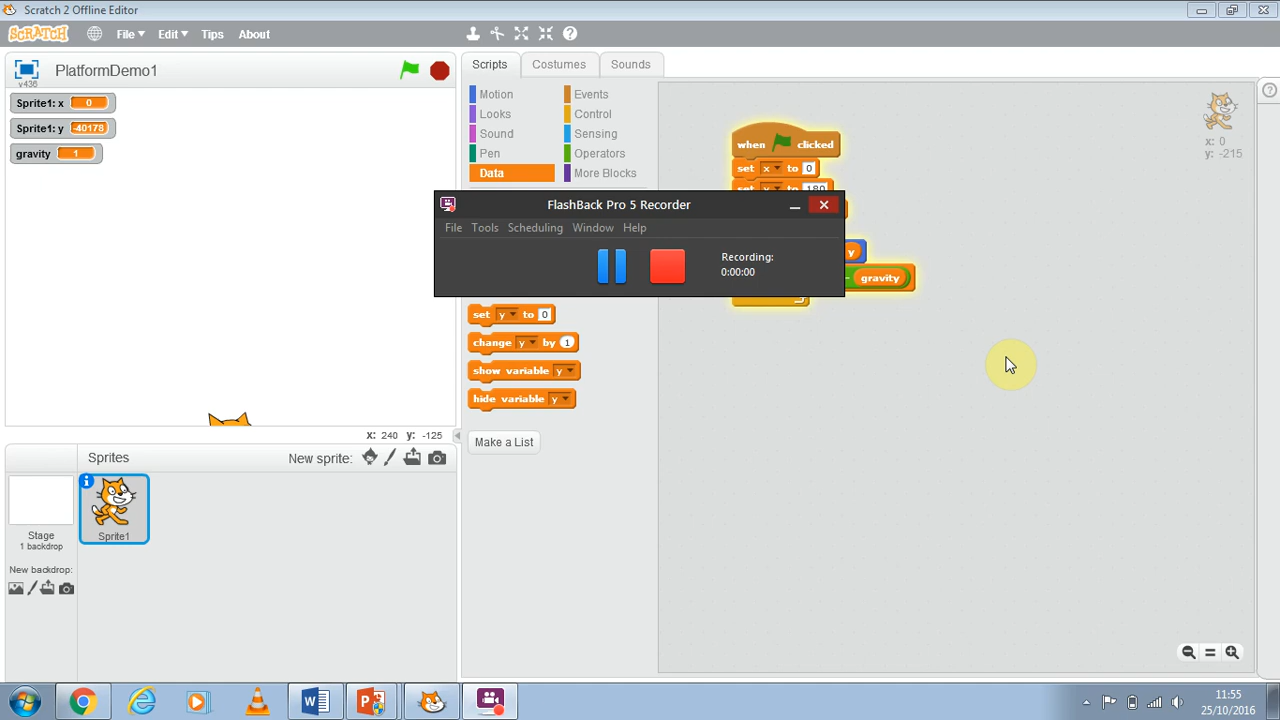 Scratch 2 Offline Editor
SCRATCH File Edit Tips About
PlatformDemo1
v436
Scripts Costumes Sounds
Sprite1: x 0
Sprite1: y -40178
gravity 1
Motion Events
Looks Control
Sound Sensing
Pen Operators
Data More Blocks
when clicked
set x to 0
set y to 180
y
- gravity
x: 0
y: -215
FlashBack Pro 5 Recorder
File Tools Scheduling Window Help
Recording:
0:00:00
set y to 0
change y by 1
show variable y
hide variable y
Make a List
x: 240 y: -125
Sprites New sprite:
Stage
1 backdrop
New backdrop:
Sprite1
11:55
25/10/2016